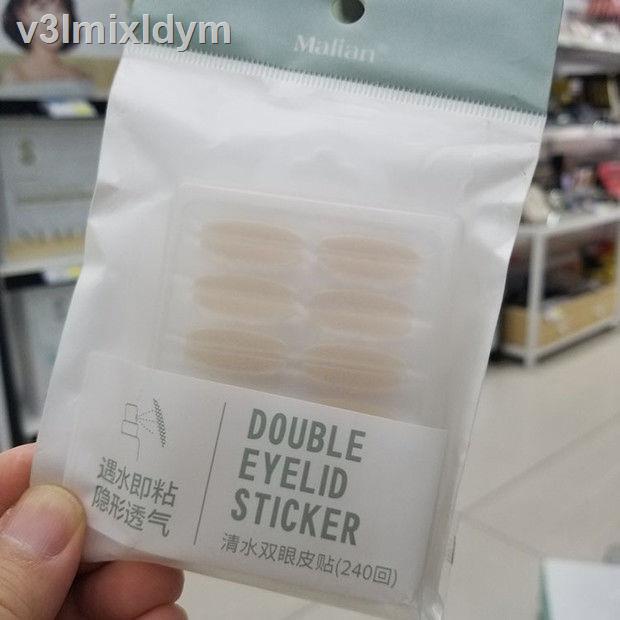 v3lmixldym
Malian®
遇水即粘
隐形透气
DOUBLE
EYELID
STICKER
清水双眼皮贴(240回)